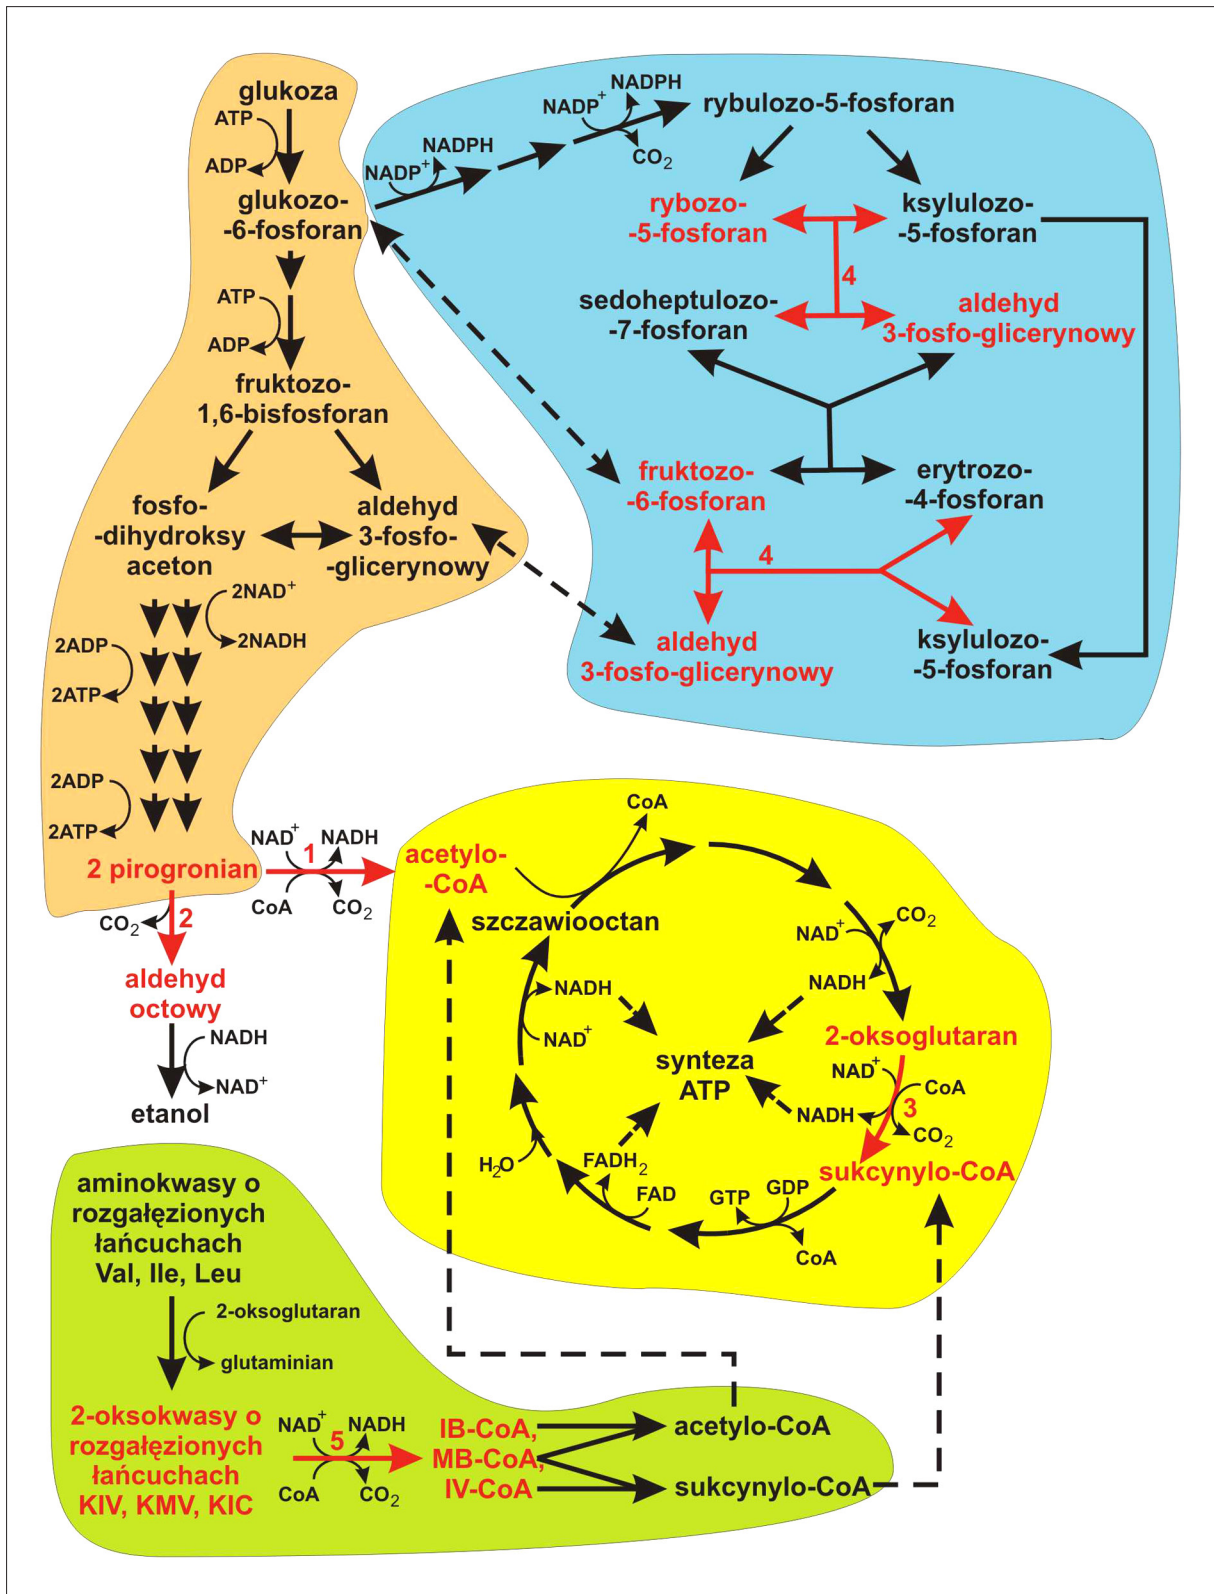 glukoza
ATP
ADP
glukozo-
-6-fosforan
ATP
ADP
fruktozo-
1,6-bisfosforan
fosfo-
-dihydroksy
aceton
aldehyd
3-fosfo-
-glicerynowy
2NAD+
2NADH
2ADP
2ATP
2ADP
2ATP
2 pirogronian
NADP+
NADPH
NADP+
NADPH
CO2
rybulozo-5-fosforan
rybozo-
-5-fosforan
ksylulozo-
-5-fosforan
4
sedoheptulozo-
-7-fosforan
aldehyd
3-fosfo-glicerynowy
fruktozo-
-6-fosforan
erytrozo-
-4-fosforan
4
aldehyd
3-fosfo-glicerynowy
ksylulozo-
-5-fosforan
NAD+
1
NADH
CoA
CO2
CO2
2
aldehyd
octowy
NADH
NAD+
etanol
acetylo-
-CoA
CoA
szczawiooctan
NAD+
CO2
NADH
2-oksoglutaran
NAD+
CoA
NADH
3
CO2
sukcynylo-CoA
GDP
GTP
CoA
FAD
FADH2
H2O
NAD+
NADH
synteza
ATP
aminokwasy o
rozgałęzionych
łańcuchach
Val, Ile, Leu
2-oksoglutaran
glutaminian
2-oksokwasy o
rozgałęzionych
łańcuchach
KIV, KMV, KIC
NAD+
NADH
5
CoA
CO2
IB-CoA,
MB-CoA,
IV-CoA
acetylo-CoA
sukcynylo-CoA